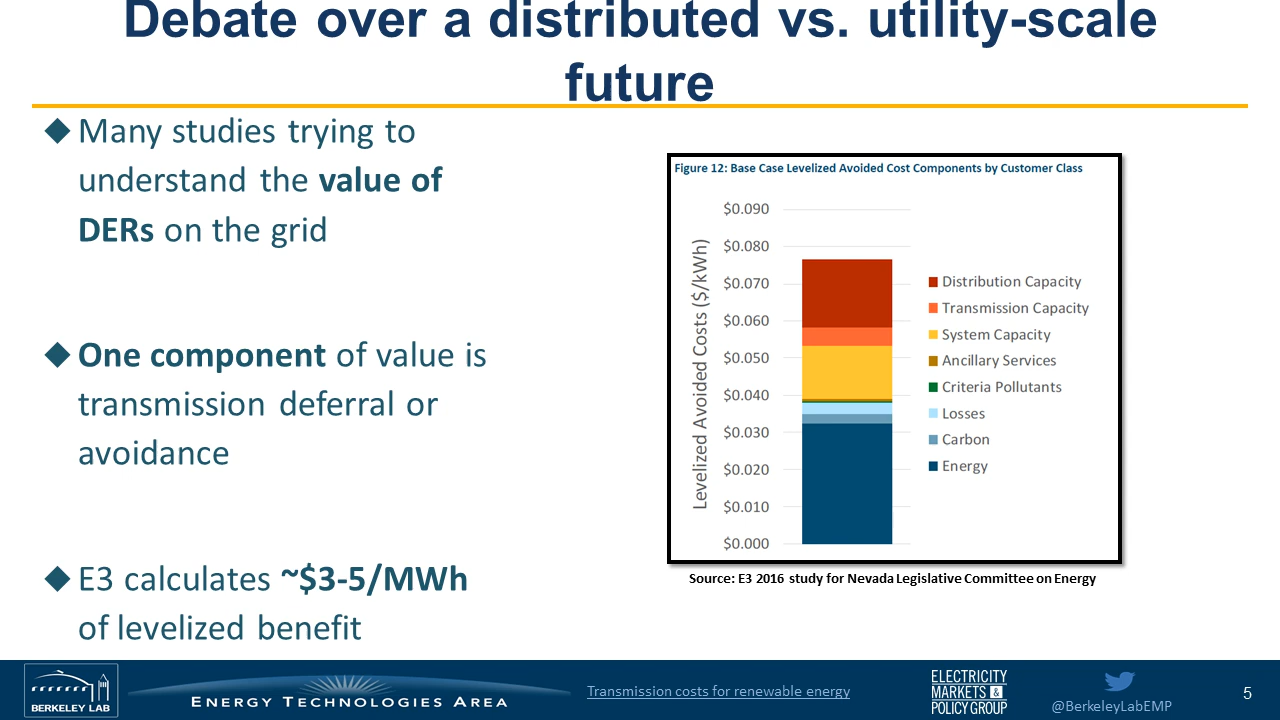 Debate over a distributed vs. utility-scale
future
Many studies trying to
understand the value of
DERs on the grid
One component of value is
transmission deferral or
avoidance
E3 calculates ~$3-5/MWh
of levelized benefit
Figure 12: Base Case Levelized Avoided Cost Components by Customer Class
Levelized Avoided Costs ($/kWh)
$0.090
$0.080
$0.070
$0.060
$0.050
$0.040
$0.030
$0.020
$0.010
$0.000
Distribution Capacity
Transmission Capacity
System Capacity
Ancillary Services
Criteria Pollutants
Losses
Carbon
Energy
Source: E3 2016 study for Nevada Legislative Committee on Energy
BERKELEY LAB
ENERGY TECHNOLOGIES AREA
Transmission costs for renewable energy
ELECTRICITY
MARKETS &
POLICY GROUP
@BerkeleyLabEMP
5